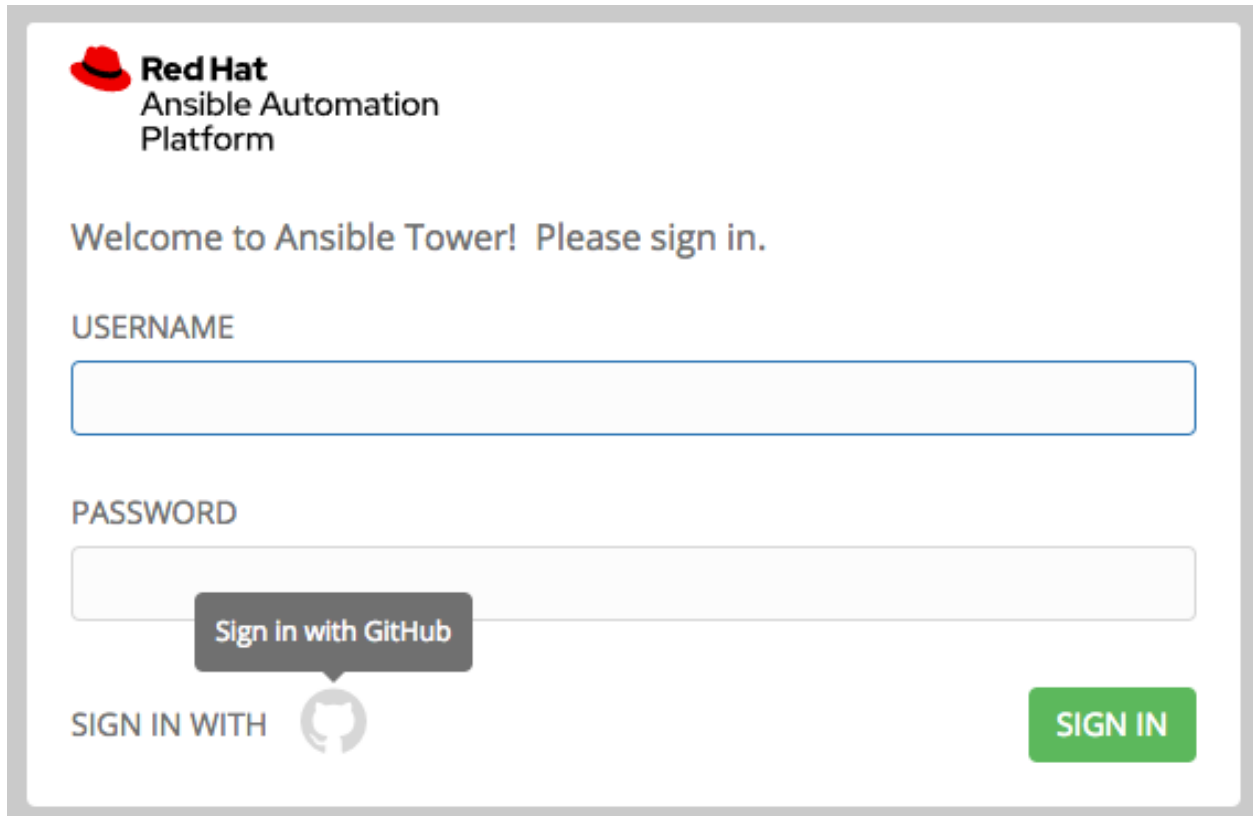 Red Hat
Ansible Automation
Platform
Welcome to Ansible Tower! Please sign in.
USERNAME
PASSWORD
Sign in with GitHub
SIGN IN WITH
SIGN IN